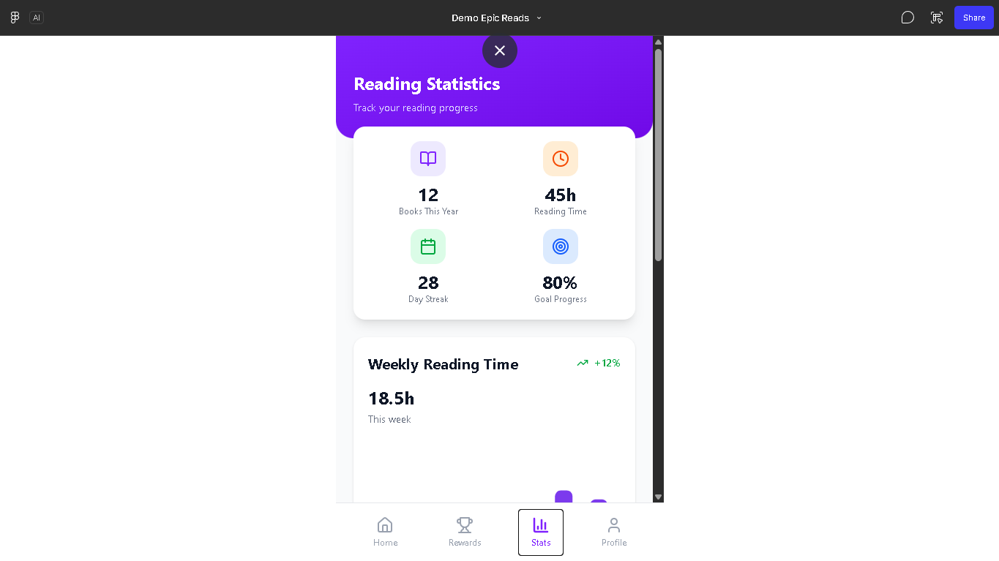 AI
Demo Epic Reads
Share
Reading Statistics
Track your reading progress
12
Books This Year
45h
Reading Time
28
Day Streak
80%
Goal Progress
Weekly Reading Time
+12%
18.5h
This week
Home
Rewards
Stats
Profile